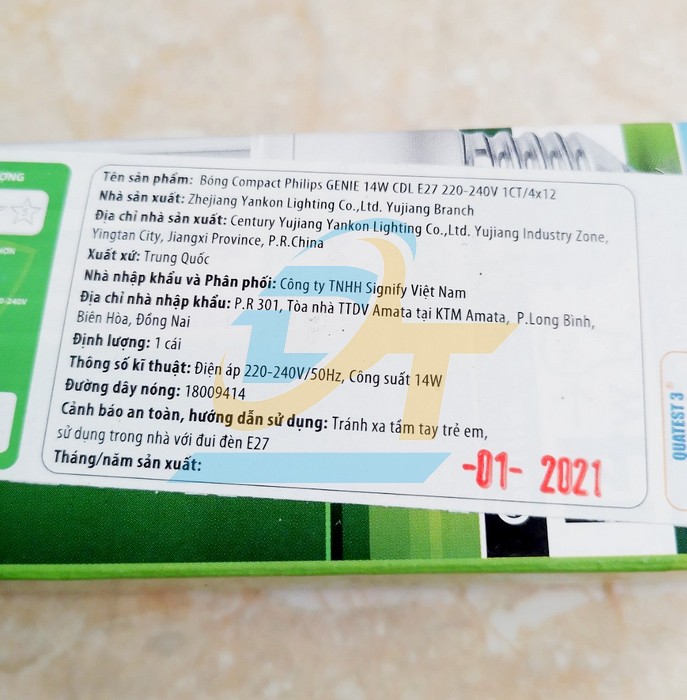 Tên sản phẩm: Bóng Compact Philips GENIE 14W CDL E27 220-240V 1CT/4x12
Nhà sản xuất: Zhejiang Yankon Lighting Co.,Ltd. Yujiang Branch
Địa chỉ nhà sản xuất: Century Yujiang Yankon Lighting Co.,Ltd. Yujiang Industry Zone,
Yingtan City, Jiangxi Province, P.R.China
Xuất xứ: Trung Quốc
Nhà nhập khẩu và Phân phối: Công ty TNHH Signify Việt Nam
Địa chỉ nhà nhập khẩu: P.R 301, Tòa nhà TTDV Amata tại KTM Amata, P.Long Bình,
Biên Hòa, Đồng Nai
Định lượng: 1 cái
Thông số kĩ thuật: Điện áp 220-240V/50Hz, Công suất 14W
Đường dây nóng: 18009414
Cảnh báo an toàn, hướng dẫn sử dụng: Tránh xa tầm tay trẻ em,
sử dụng trong nhà với đui đèn E27
Tháng/năm sản xuất: -01- 2021
QUATEST 3
DAT